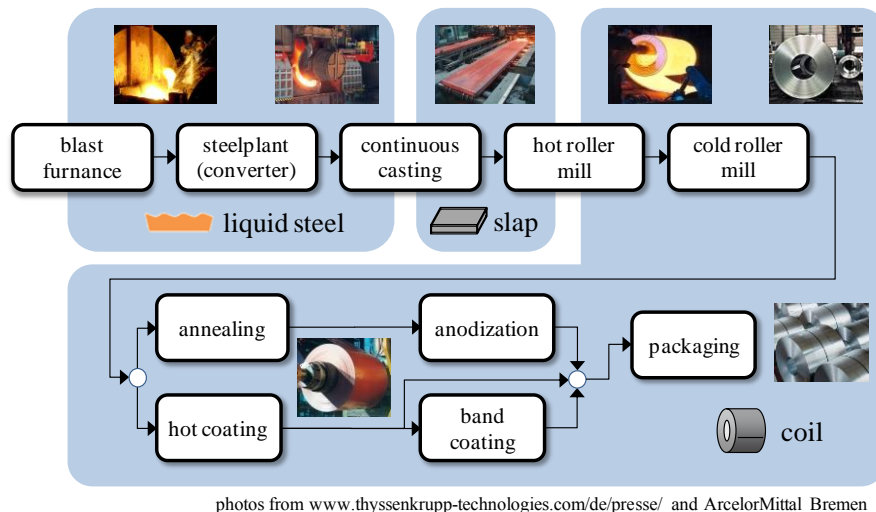 blast
furnance
steelplant
(converter)
continuous
casting
hot roller
mill
cold roller
mill
liquid steel
slap
annealing
anodization
packaging
hot coating
band
coating
coil
photos from www.thyssenkrupp-technologies.com/de/presse/ and ArcelorMittal Bremen